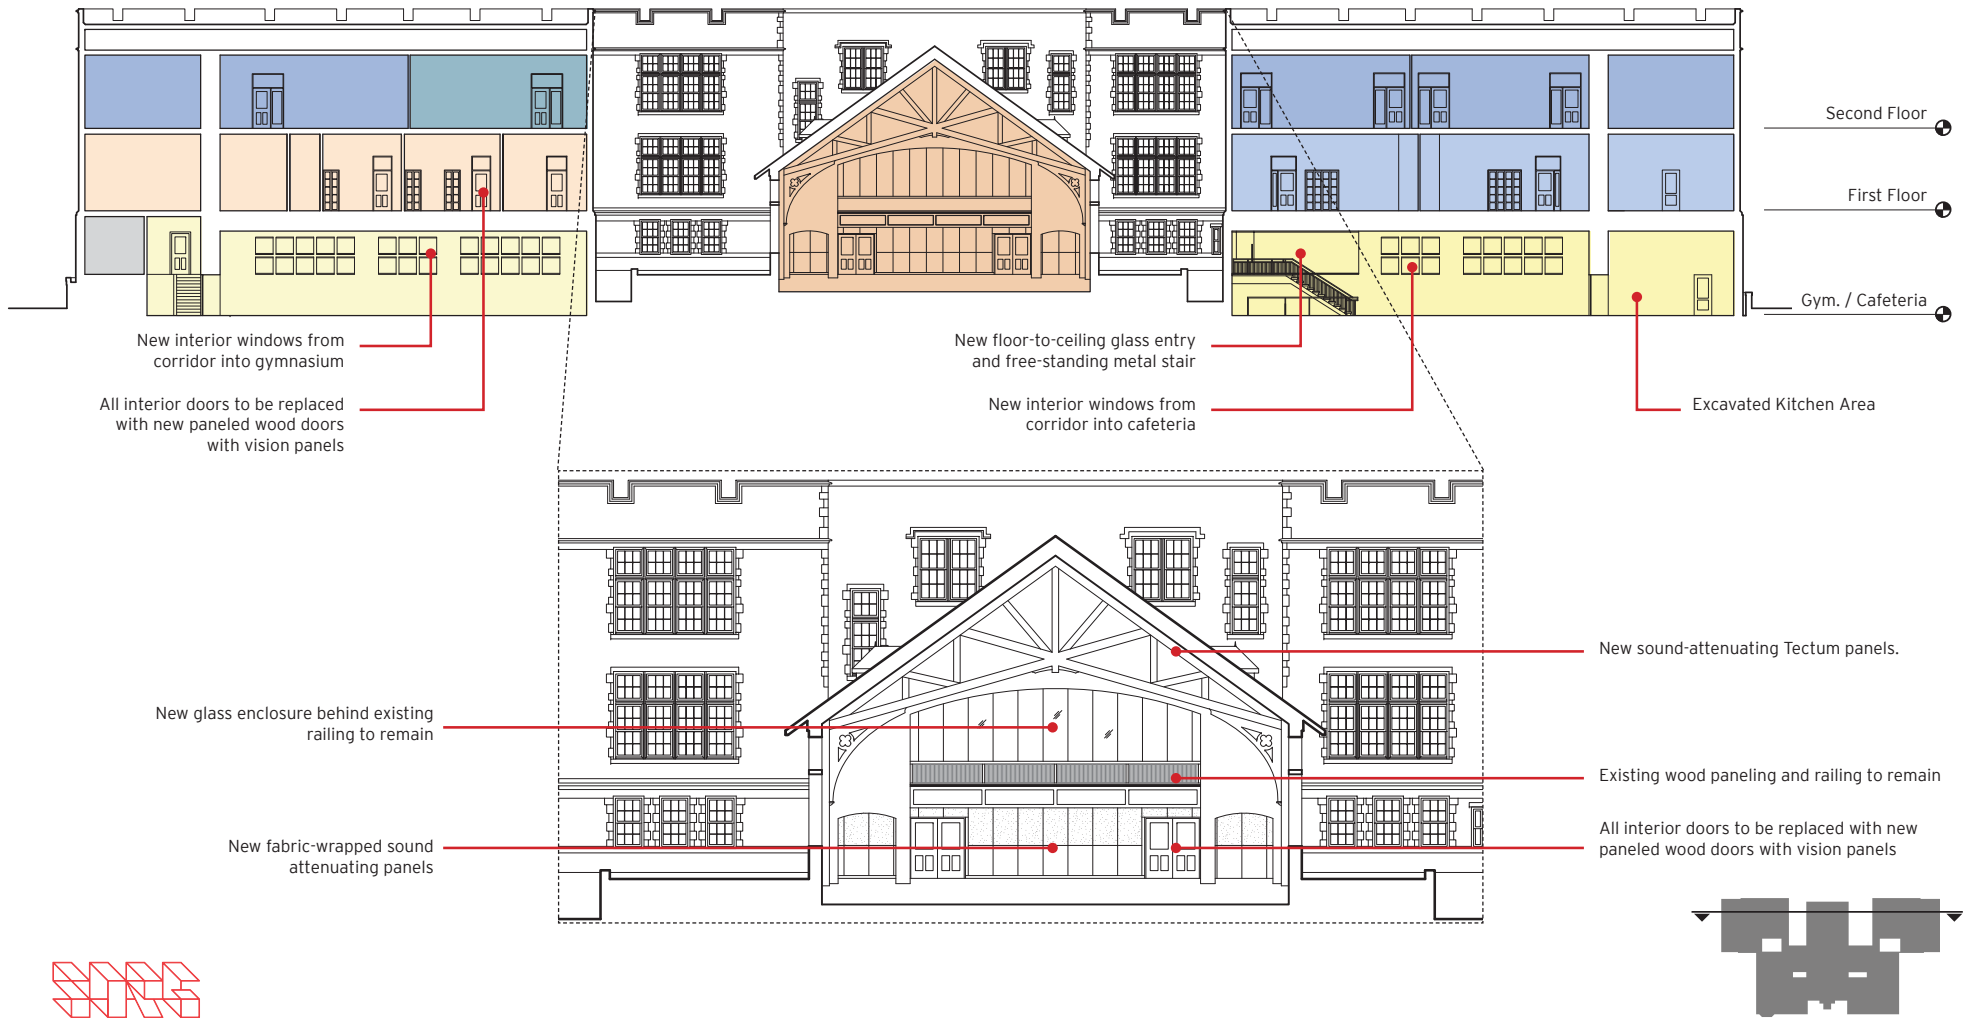 Second Floor
First Floor
Gym. / Cafeteria
New interior windows from
corridor into gymnasium
All interior doors to be replaced
with new paneled wood doors
with vision panels
New floor-to-ceiling glass entry
and free-standing metal stair
New interior windows from
corridor into cafeteria
Excavated Kitchen Area
New glass enclosure behind existing
railing to remain
New fabric-wrapped sound
attenuating panels
New sound-attenuating Tectum panels.
Existing wood paneling and railing to remain
All interior doors to be replaced with new
paneled wood doors with vision panels